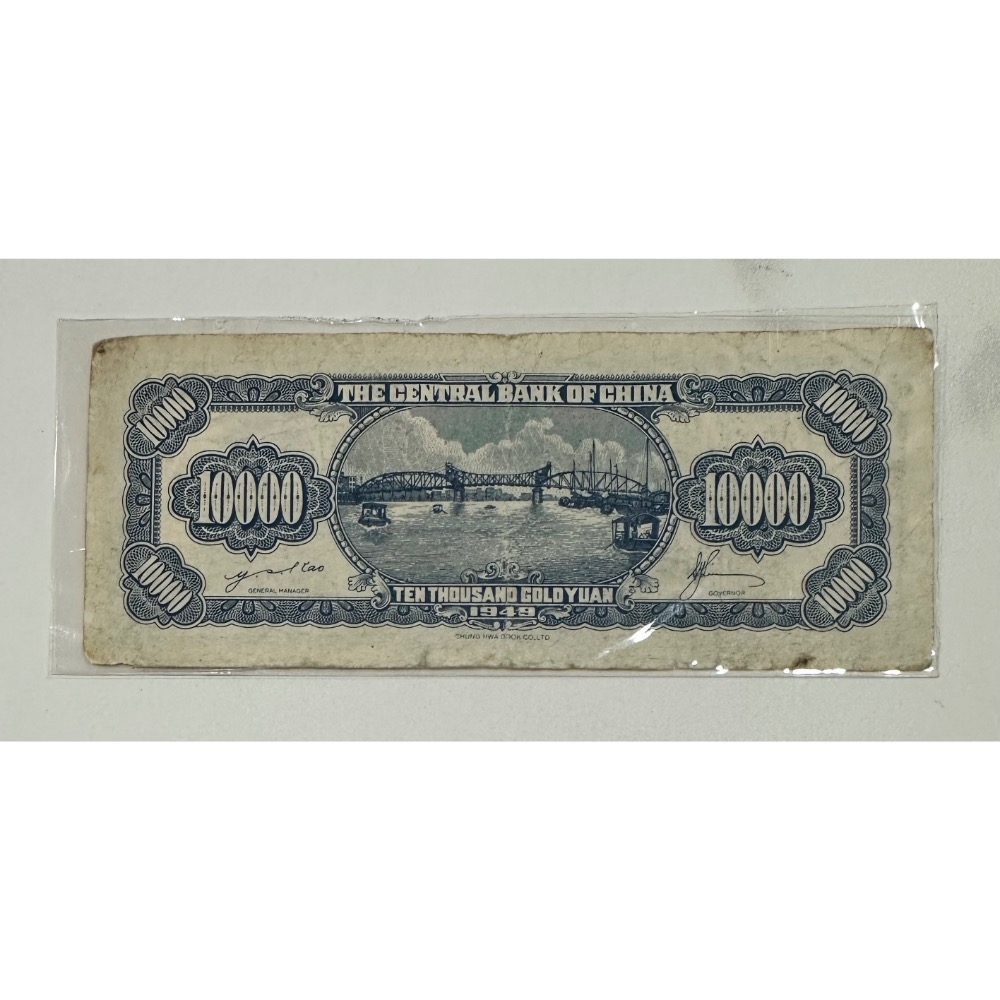 THE CENTRAL BANK OF CHINA
10000 10000
10000 10000
GENERAL MANAGER GOVERNOR
10000 10000
TEN THOUSAND GOLD YUAN
1949
CHUNG HWA BOOK CO., LTD